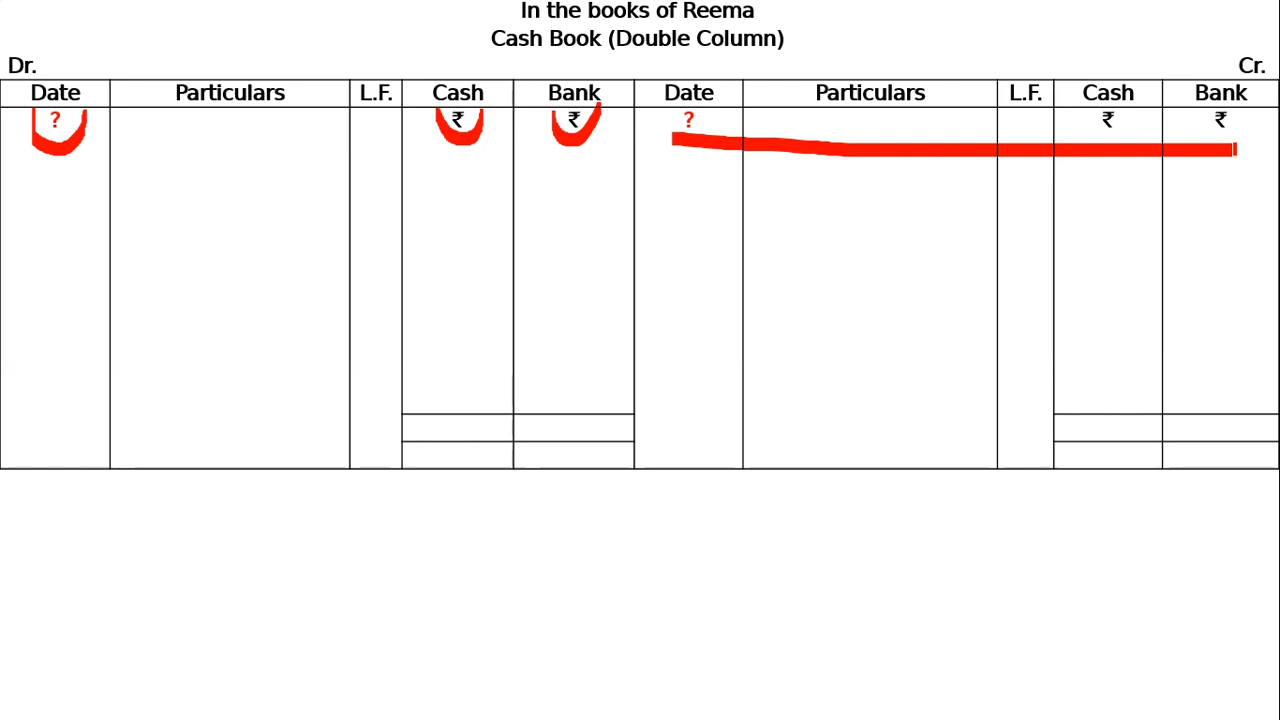 In the books of Reema
Cash Book (Double Column)
Dr. Cr.
Date Particulars L.F. Cash Bank Date Particulars L.F. Cash Bank
? ₹ ₹ ? ₹ ₹